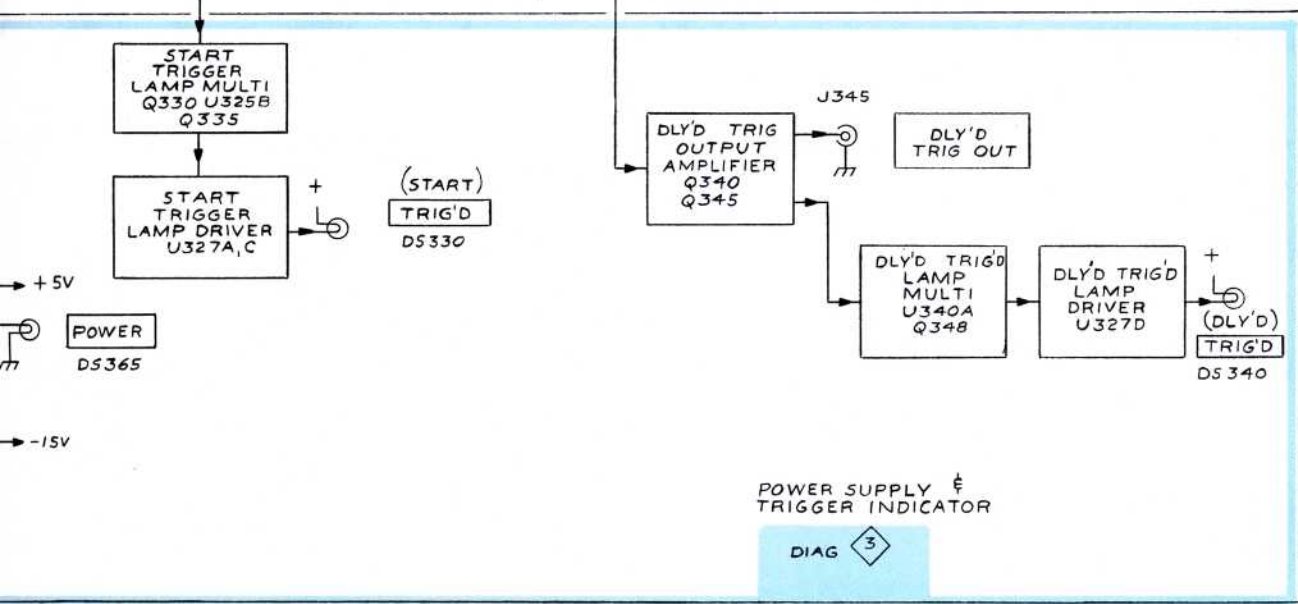 START
TRIGGER
LAMP MULTI
Q330 U325B
Q335
START
TRIGGER
LAMP DRIVER
U327A, C
+
(START)
TRIG'D
DS330
+5V
POWER
DS365
-15V
DLY'D TRIG
OUTPUT
AMPLIFIER
Q340
Q345
J345
DLY'D
TRIG OUT
DLY'D TRIG'D
LAMP
MULTI
U340A
Q348
DLY'D TRIG'D
LAMP
DRIVER
U327D
+
(DLY'D)
TRIG'D
DS340
POWER SUPPLY &
TRIGGER INDICATOR
DIAG 3